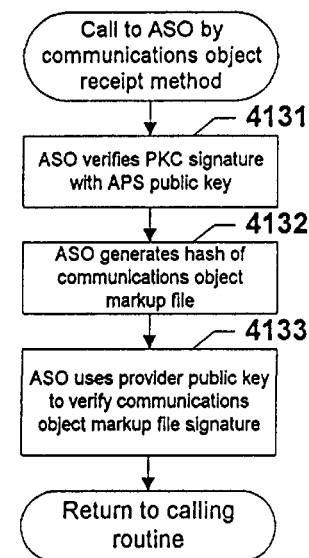 Call to ASO by
communications object
receipt method
4131
ASO verifies PKC signature
with APS public key
4132
ASO generates hash of
communications object
markup file
4133
ASO uses provider public key
to verify communications
object markup file signature
Return to calling
routine